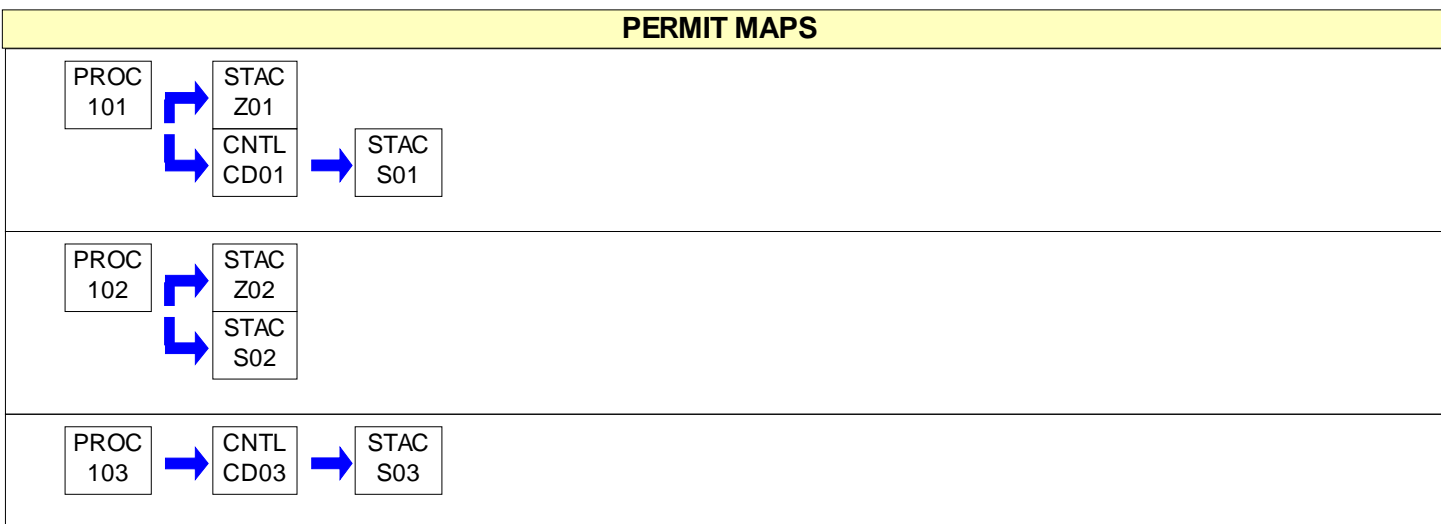 PERMIT MAPS
PROC
101
STAC
Z01
CNTL
CD01
STAC
S01
PROC
102
STAC
Z02
STAC
S02
PROC
103
CNTL
CD03
STAC
S03